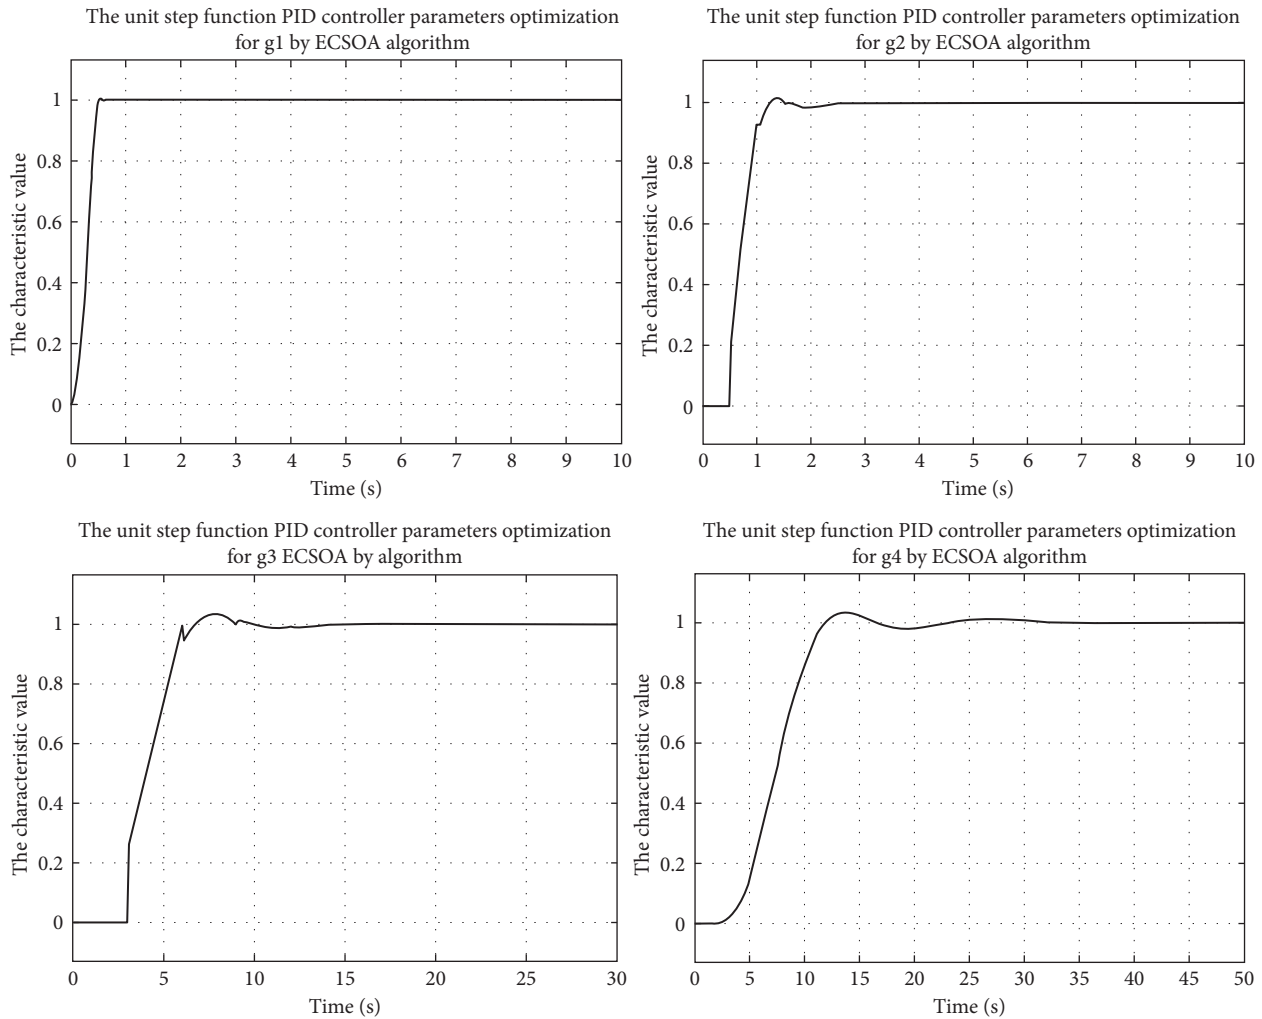 The unit step function PID controller parameters optimization
for g1 by ECSOA algorithm
The characteristic value
1
0.8
0.6
0.4
0.2
0
0 1 2 3 4 5 6 7 8 9 10
Time (s)
The unit step function PID controller parameters optimization
for g2 by ECSOA algorithm
The characteristic value
1
0.8
0.6
0.4
0.2
0
0 1 2 3 4 5 6 7 8 9 10
Time (s)
The unit step function PID controller parameters optimization
for g3 ECSOA by algorithm
The characteristic value
1
0.8
0.6
0.4
0.2
0
0 5 10 15 20 25 30
Time (s)
The unit step function PID controller parameters optimization
for g4 by ECSOA algorithm
The characteristic value
1
0.8
0.6
0.4
0.2
0
0 5 10 15 20 25 30 35 40 45 50
Time (s)